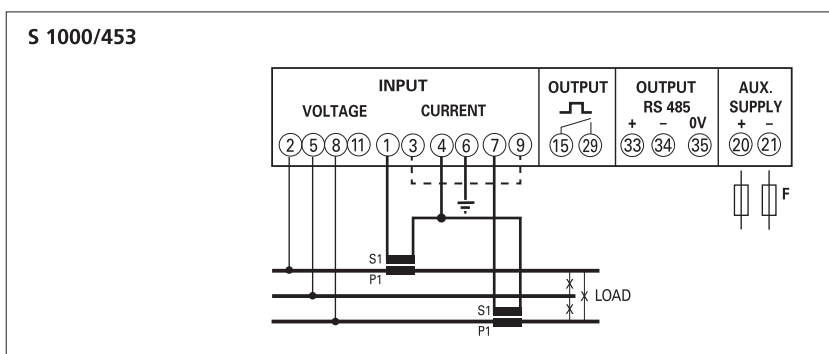 S 1000/453
INPUT
OUTPUT
OUTPUT
RS 485
AUX.
SUPPLY
VOLTAGE
CURRENT
+ – 0V
+ –
2 5 8 11 1 3 4 6 7 9
15 29
33 34 35
20 21
F
S1
P1
LOAD
S1
P1